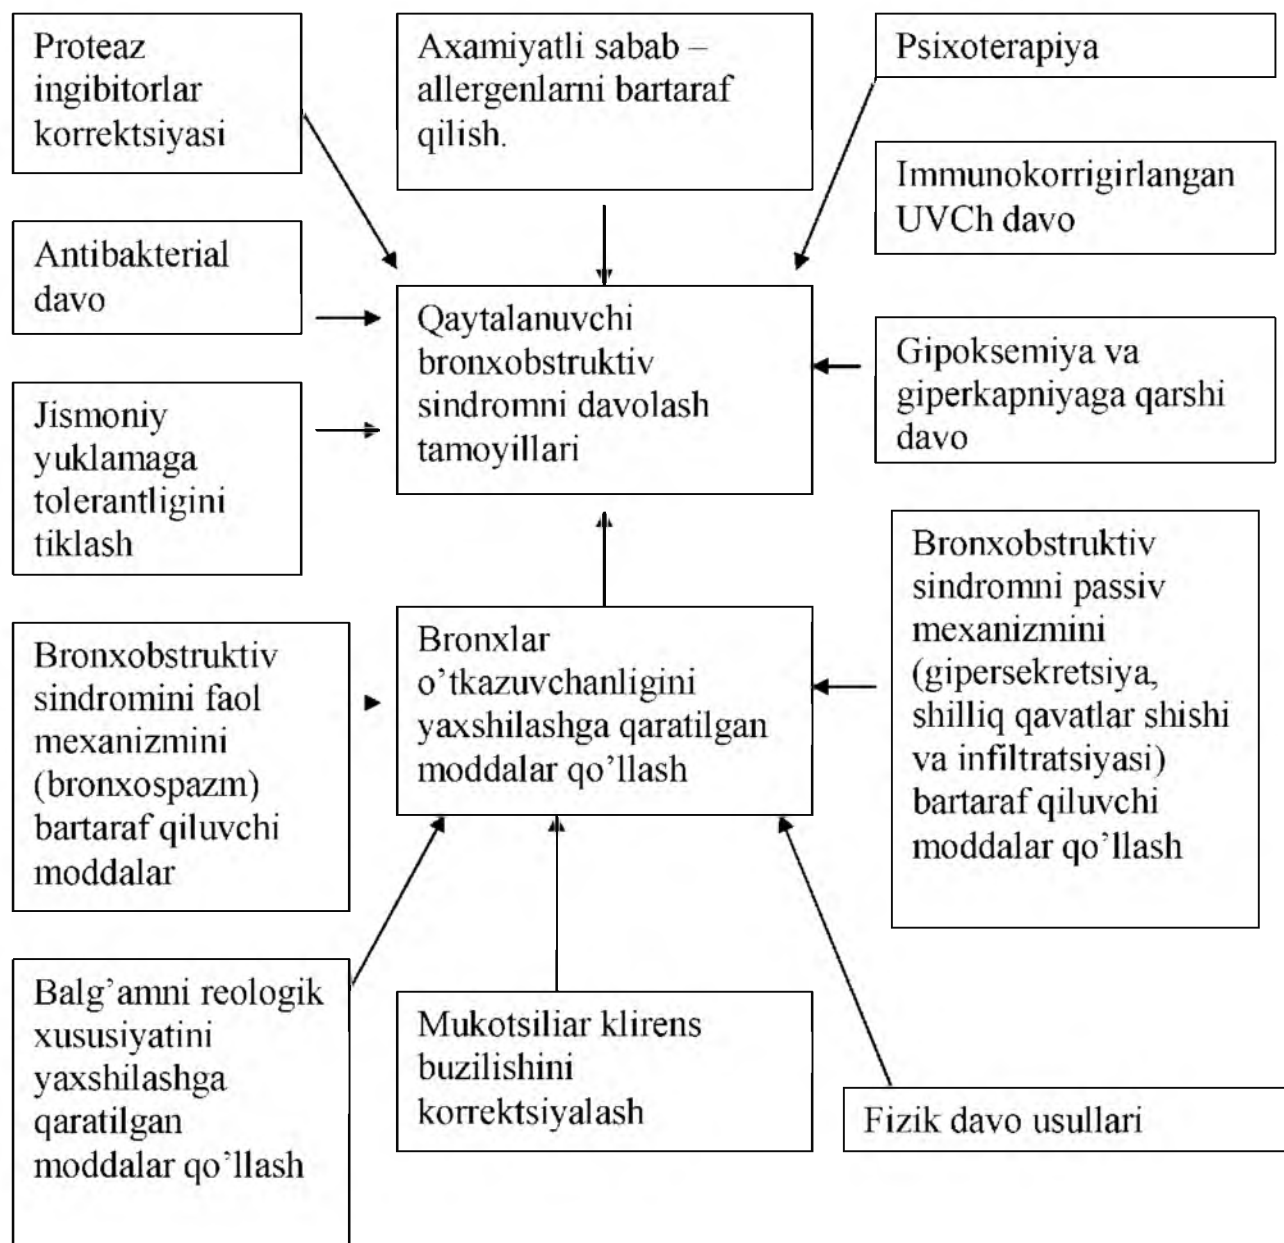 Proteaz
ingibitorlar
korrektsiyasi
Axamiyatli sabab –
allergenlarni bartaraf
qilish.
Psixoterapiya
Immunokorrigirlangan
UVCh davo
Antibakterial
davo
Qaytalanuvchi
bronxobstruktiv
sindromni davolash
tamoyillari
Gipoksemiya va
giperkapniyaga qarshi
davo
Jismoniy
yuklamaga
tolerantligini
tiklash
Bronxobstruktiv
sindromini faol
mexanizmini
(bronxospazm)
bartaraf qiluvchi
moddalar
Bronxlar
o’tkazuvchanligini
yaxshilashga qaratilgan
moddalar qo’llash
Bronxobstruktiv
sindromni passiv
mexanizmini
(gipersekretsiya,
shilliq qavatlar shishi
va infiltratsiyasi)
bartaraf qiluvchi
moddalar qo’llash
Balg’amni reologik
xususiyatini
yaxshilashga
qaratilgan
moddalar qo’llash
Mukotsiliar klirens
buzilishini
korrektsiyalash
Fizik davo usullari